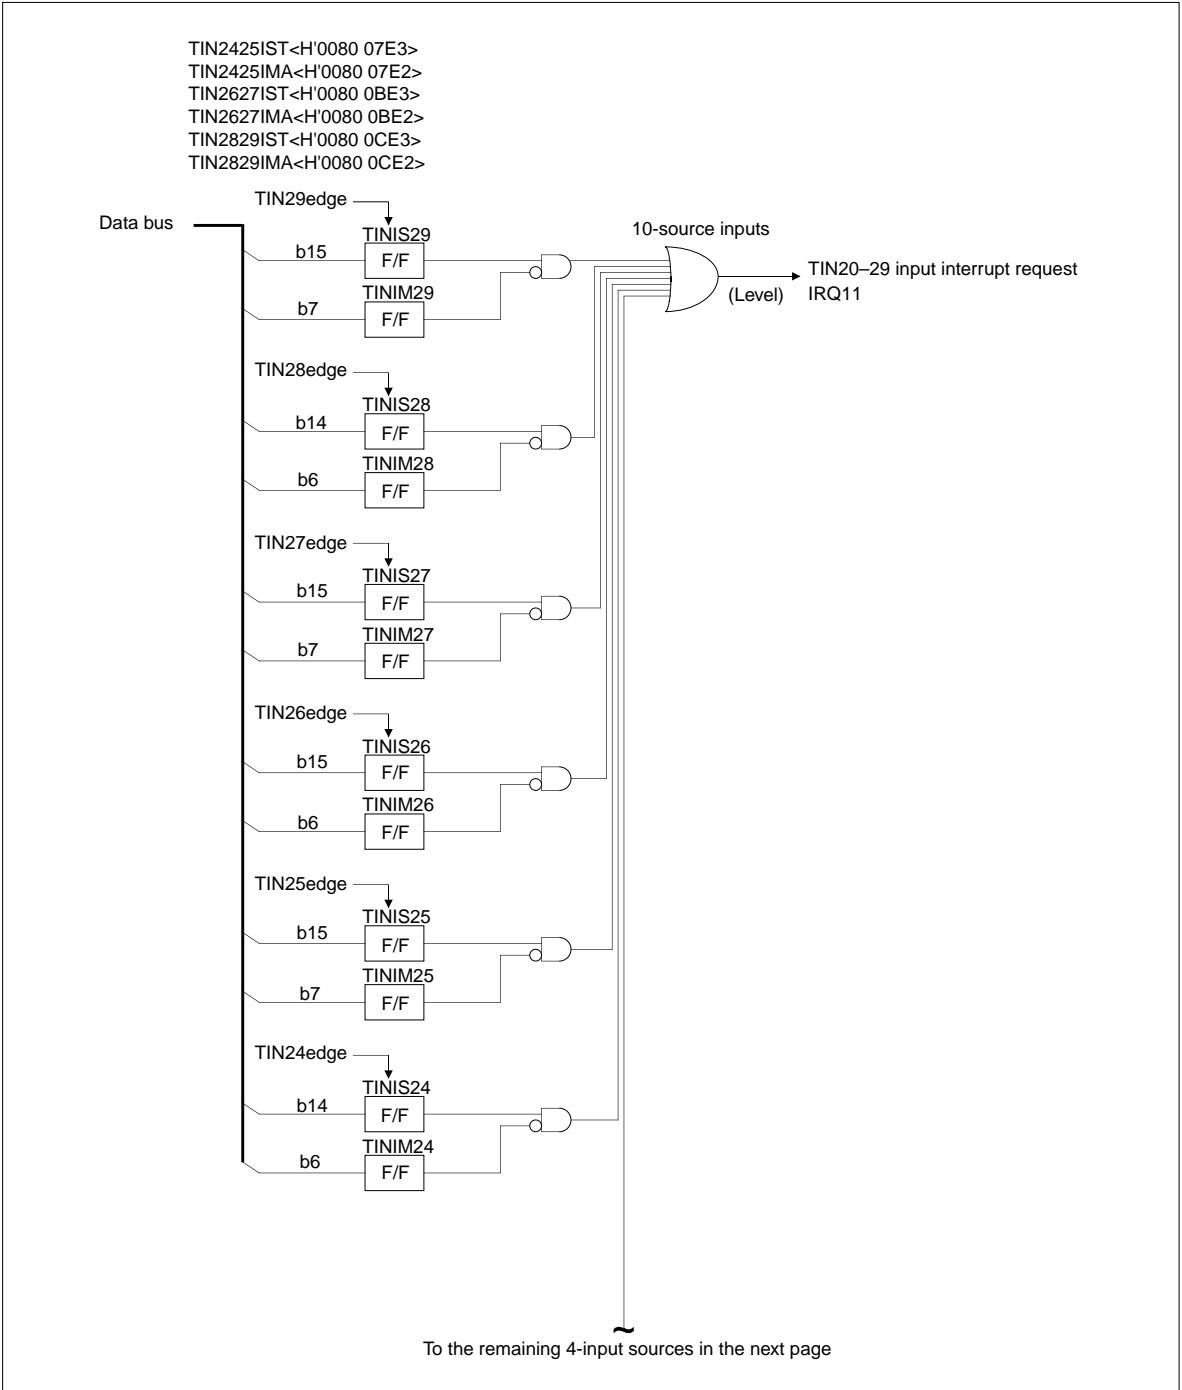 TIN2425IST<H'0080 07E3>
TIN2425IMA<H'0080 07E2>
TIN2627IST<H'0080 0BE3>
TIN2627IMA<H'0080 0BE2>
TIN2829IST<H'0080 0CE3>
TIN2829IMA<H'0080 0CE2>
Data bus
TIN29edge
TINIS29
b15
F/F
TINIM29
b7
F/F
10-source inputs
(Level)
TIN20–29 input interrupt request
IRQ11
TIN28edge
TINIS28
b14
F/F
TINIM28
b6
F/F
TIN27edge
TINIS27
b15
F/F
TINIM27
b7
F/F
TIN26edge
TINIS26
b15
F/F
TINIM26
b6
F/F
TIN25edge
TINIS25
b15
F/F
TINIM25
b7
F/F
TIN24edge
TINIS24
b14
F/F
TINIM24
b6
F/F
To the remaining 4-input sources in the next page